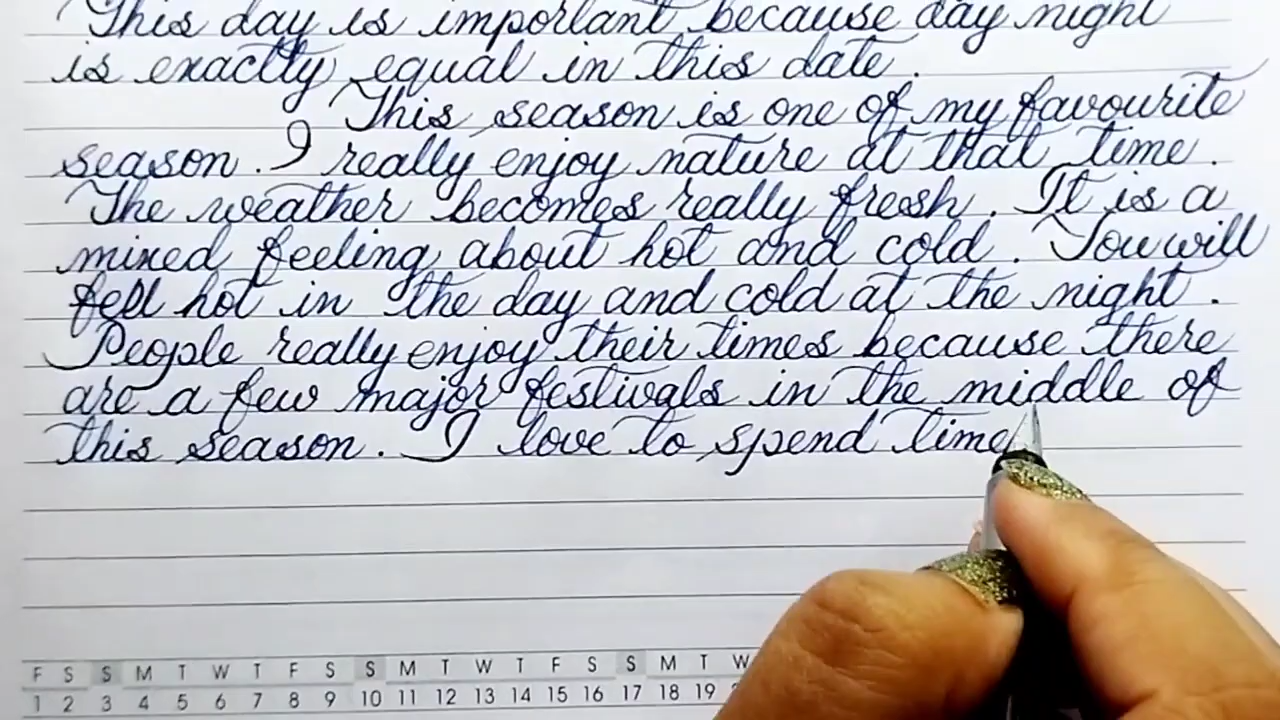 This day is important because day night
is exactly equal in this date.
This season is one of my favourite
season. I really enjoy nature at that time.
The weather becomes really fresh. It is a
mixed feeling about hot and cold. You will
fell hot in the day and cold at the night.
People really enjoy their times because there
are a few major festivals in the middle of
this season. I love to spend time
F S S M T W T F S S M T W T F S S M T W
1 2 3 4 5 6 7 8 9 10 11 12 13 14 15 16 17 18 19